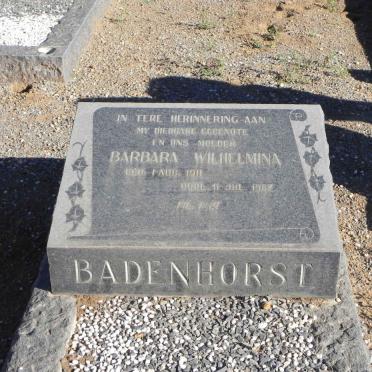 IN TERE HERINNERING AAN
MY DIERBARE EGGENOTE
EN ONS MOEDER
BARBARA WILHELMINA
GEB. 1 AUG. 1911
OORL. 11 JUL. 1982
BADENHORST